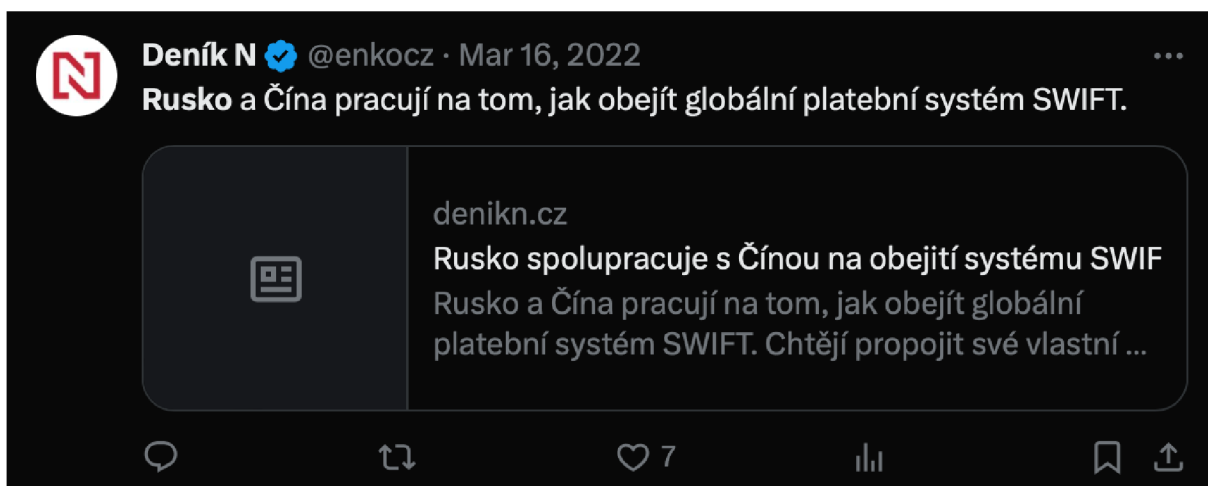 Deník N @enkocz · Mar 16, 2022
Rusko a Čína pracují na tom, jak obejít globální platební systém SWIFT.
denikn.cz
Rusko spolupracuje s Čínou na obejití systému SWIF
Rusko a Čína pracují na tom, jak obejít globální
platební systém SWIFT. Chtějí propojit své vlastní ...
7